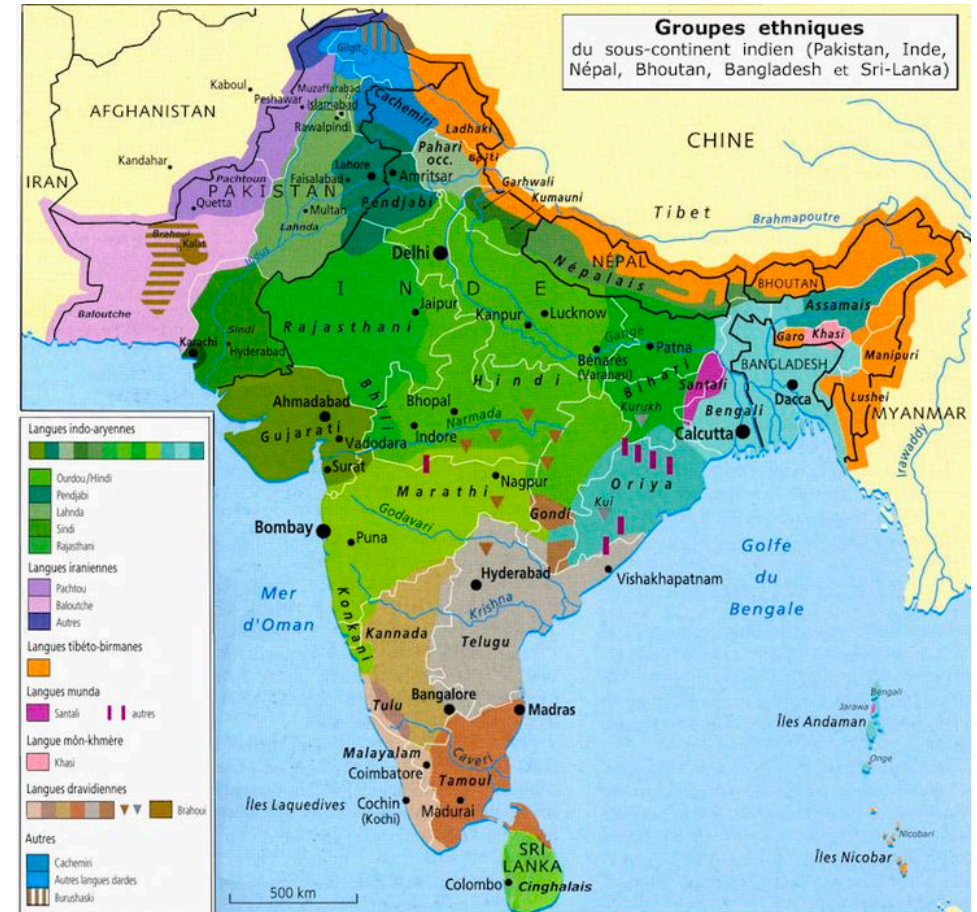 Groupes ethniques
du sous-continent indien (Pakistan, Inde,
Népal, Bhoutan, Bangladesh et Sri-Lanka)
Gilgit
Kaboul
Muzaffarabad
Peshawar
Islamabad
Cachemiri
AFGHANISTAN
Rawalpindi
Ladhaki
CHINE
Pahari
occ.
Kandahar
Lahore
Spiti
IRAN
Pachtoun
Faisalabad
Amritsar
Garhwali
PAKISTAN
Kumauni
Quetta
Multan
Pendjabi
Tibet
Brahmapoutre
Lahnda
Brahoui
Kalat
Delhi
Indus
NÉPAL
Népalais
BHOUTAN
INDE
Baloutche
Jaipur
Lucknow
Assamais
Rajasthani
Kanpur
Sindi
Gange
Garo
Khasi
Karachi
Hyderabad
Patna
Bénarès
(Varanasi)
Manipuri
BANGLADESH
Hindi
Bihari
Santali
Bhili
Dacca
Lushei
Ahmadabad
Bhopal
Kurukh
Bengali
MYANMAR
Gujarati
Narmada
Indore
Vadodara
Calcutta
Irawaddy
Surat
Nagpur
Oriya
Marathi
Kui
Gondi
Godavari
Bombay
Puna
Golfe
du
Bengale
Hyderabad
Vishakhapatnam
Mer
d'Oman
Krishna
Konkani
Kannada
Telugu
Bangalore
Madras
Tulu
Bengali
Jarawa
Îles Andaman
Malayalam
Caveri
Coimbatore
Onge
Tamoul
Îles Laquedives
Cochin
(Kochi)
Madurai
Nicobari
SRI
LANKA
Îles Nicobar
Colombo
Cinghalais
500 km
Langues indo-aryennes
Ourdou/Hindi
Pendjabi
Lahnda
Sindi
Rajasthani
Langues iraniennes
Pachtou
Baloutche
Autres
Langues tibéto-birmanes
Langues munda
Santali autres
Langue môn-khmère
Khasi
Langues dravidiennes
Brahoui
Autres
Cachemiri
Autres langues dardes
Burushaski